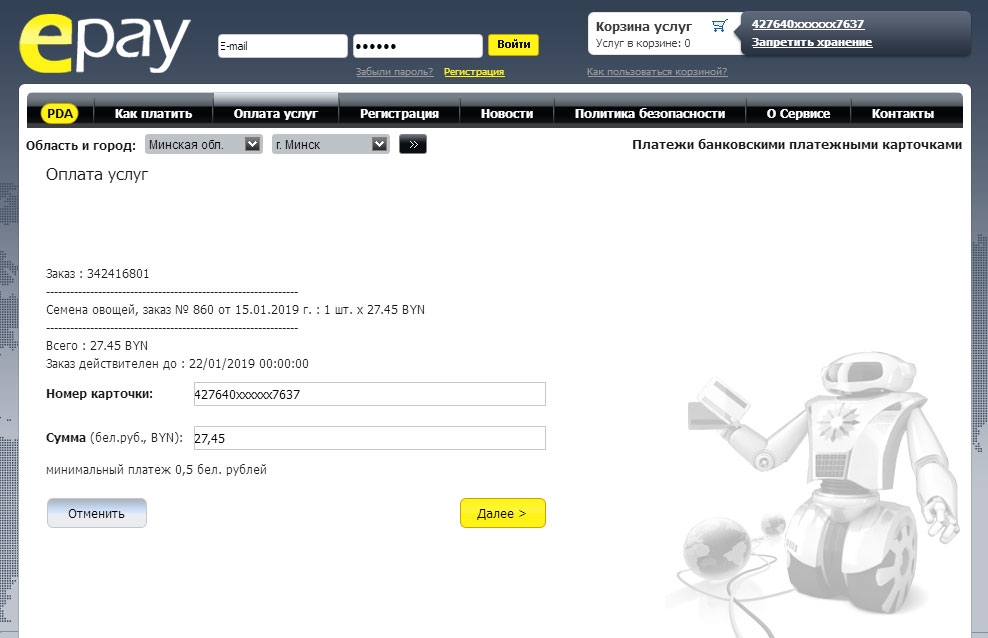 epay
E-mail
••••••
Войти
Забыли пароль? Регистрация
Корзина услуг
Услуг в корзине: 0
Как пользоваться корзиной?
427640xxxxxx7637
Запретить хранение
PDA Как платить Оплата услуг Регистрация Новости Политика безопасности О Сервисе Контакты
Область и город: Минская обл. г. Минск >> Платежи банковскими платежными карточками
Оплата услуг
Заказ : 342416801
---------------------------------------------------------------
Семена овощей, заказ № 860 от 15.01.2019 г. : 1 шт. x 27.45 BYN
---------------------------------------------------------------
Всего : 27.45 BYN
Заказ действителен до : 22/01/2019 00:00:00
Номер карточки: 427640xxxxxx7637
Сумма (бел.руб., BYN): 27,45
минимальный платеж 0,5 бел. рублей
Отменить Далее >